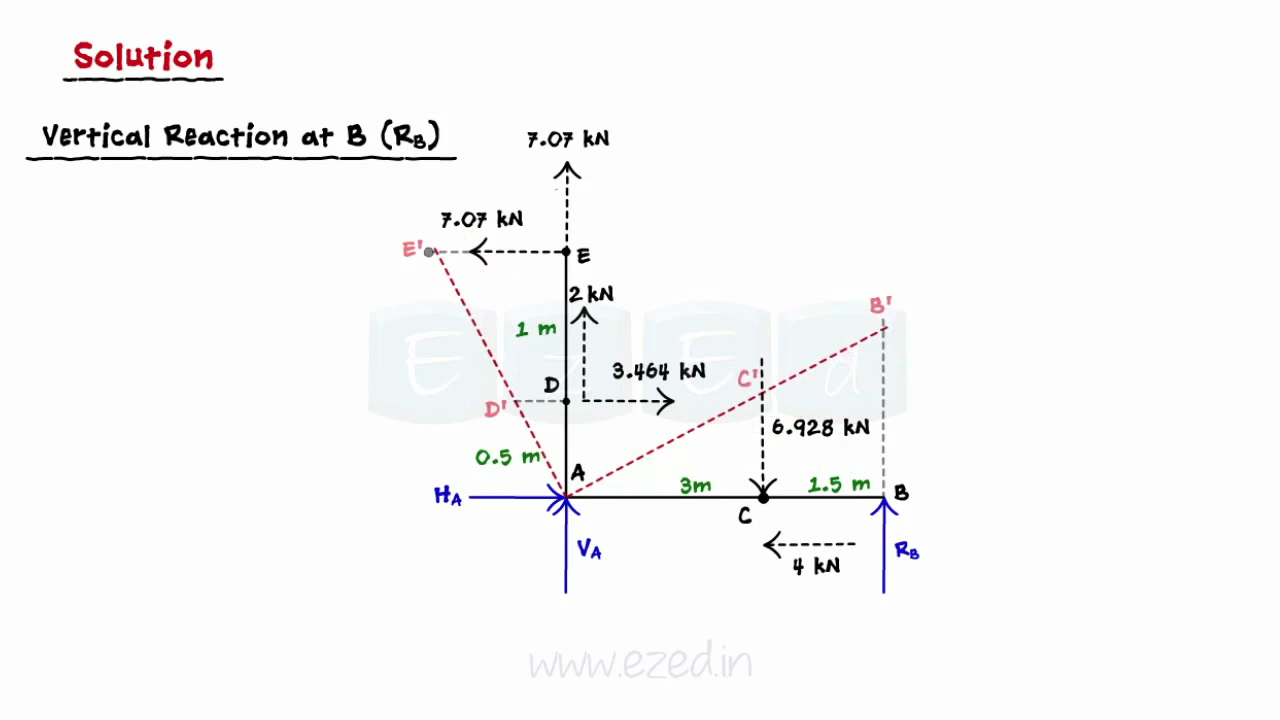 Solution
Vertical Reaction at B (RB)
7.07 kN
7.07 kN
E'
E
2 kN
1 m
B'
3.464 kN
C'
D
D'
6.928 kN
0.5 m
A
HA
3m
1.5 m
B
C
VA
4 kN
RB
E Z E d
www.ezed.in